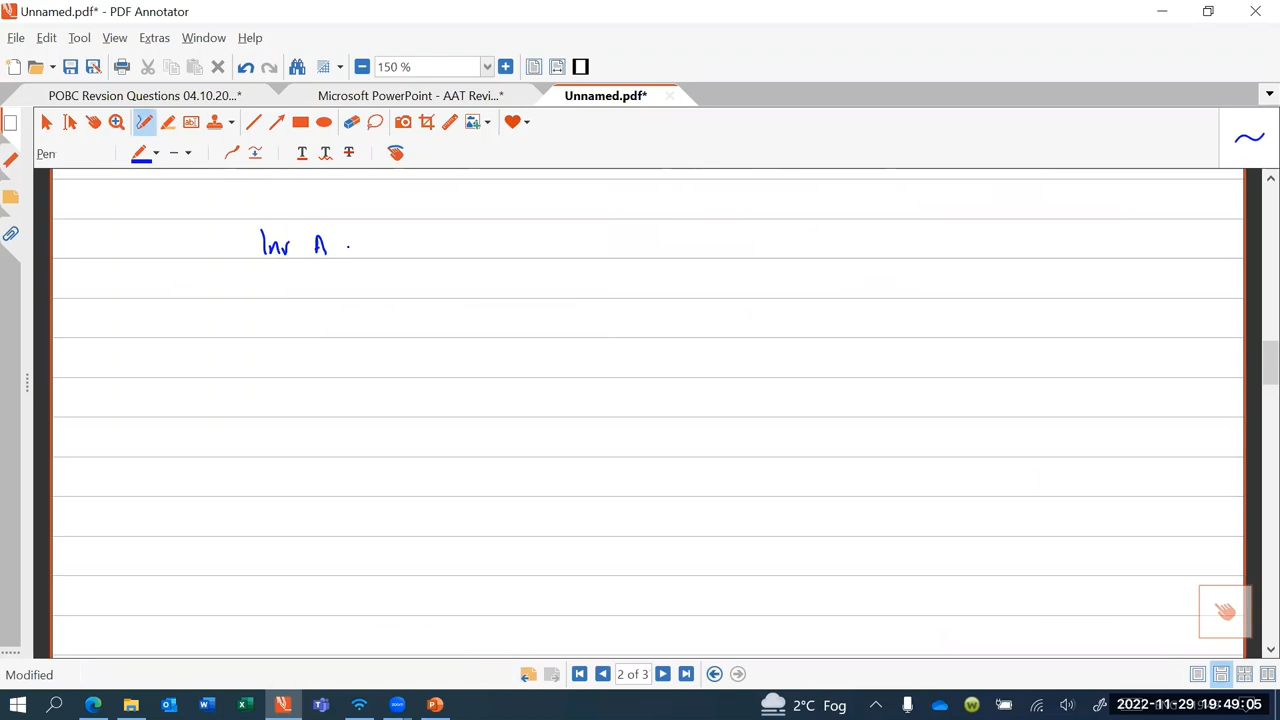 Unnamed.pdf* - PDF Annotator
File Edit Tool View Extras Window Help
150 %
POBC Revsion Questions 04.10.20...* Microsoft PowerPoint - AAT Revi...* Unnamed.pdf*
Pen
Inv A
Modified
2 of 3
2°C Fog
2022-11-29 19:49:05